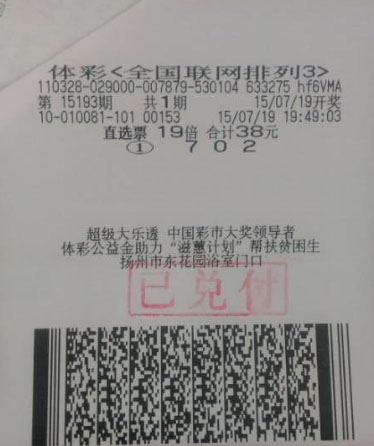 体彩<全国联网排列3>
110328-029000-007879-530104 633275 hf6VMA
第 15193期 共1期 15/07/19开奖
10-010081-101 00153 15/07/19 19:49:03
直选票 19倍 合计38元
① 7 0 2
超级大乐透 中国彩市大奖领导者
体彩公益金助力“滋蕙计划”帮扶贫困生
扬州市东花园浴室门口
已兑付